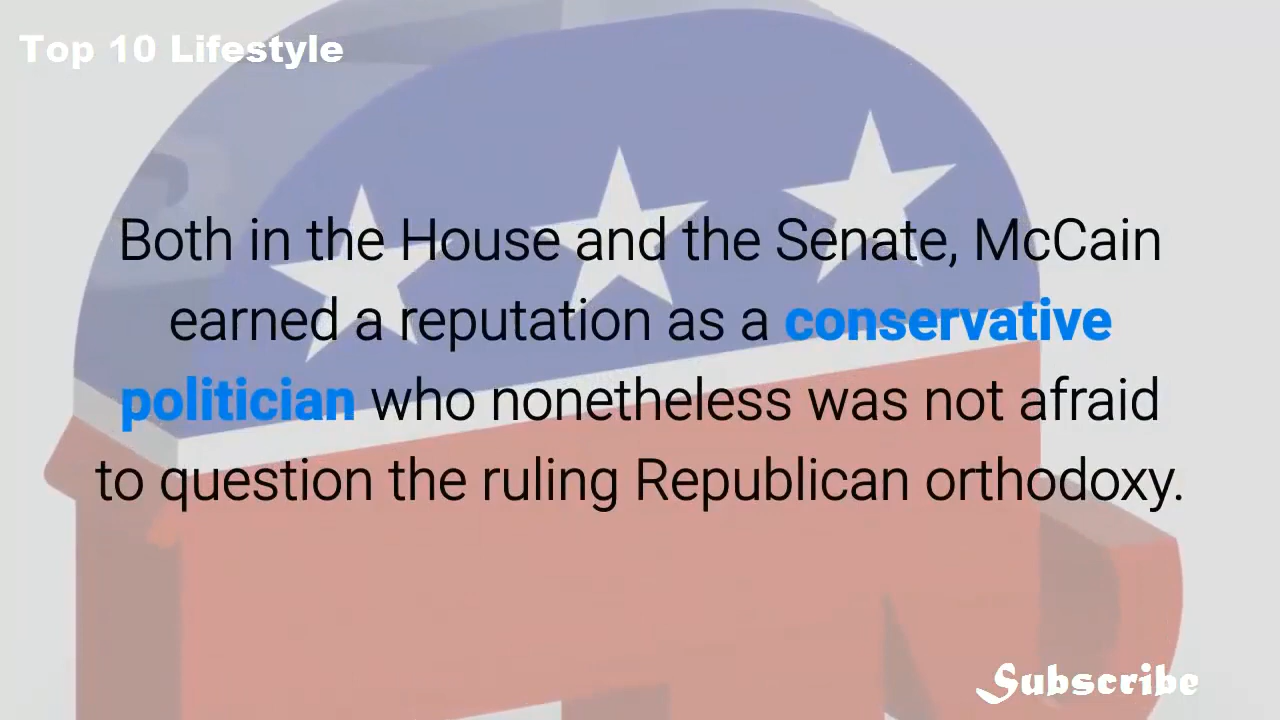 Top 10 Lifestyle
Both in the House and the Senate, McCain
earned a reputation as a conservative
politician who nonetheless was not afraid
to question the ruling Republican orthodoxy.
Subscribe